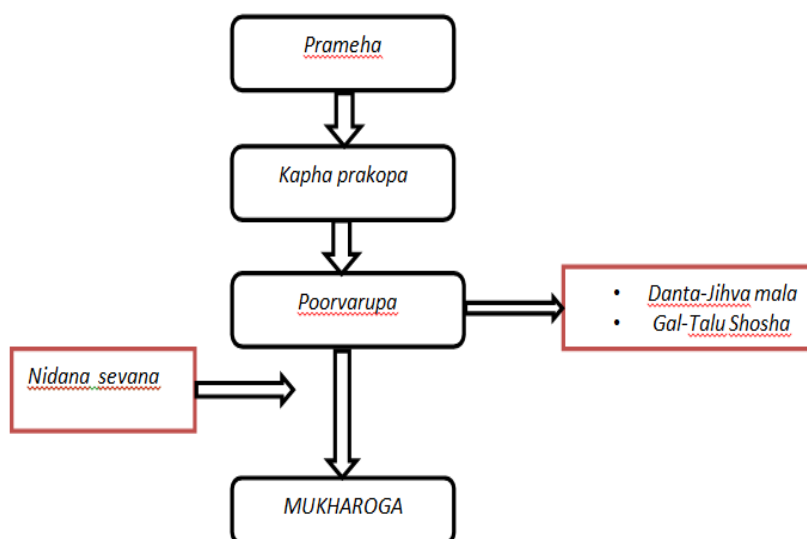 Prameha
Kapha prakopa
Poorvarupa
• Danta-Jihva mala
• Gal-Talu Shosha
Nidana sevana
MUKHAROGA